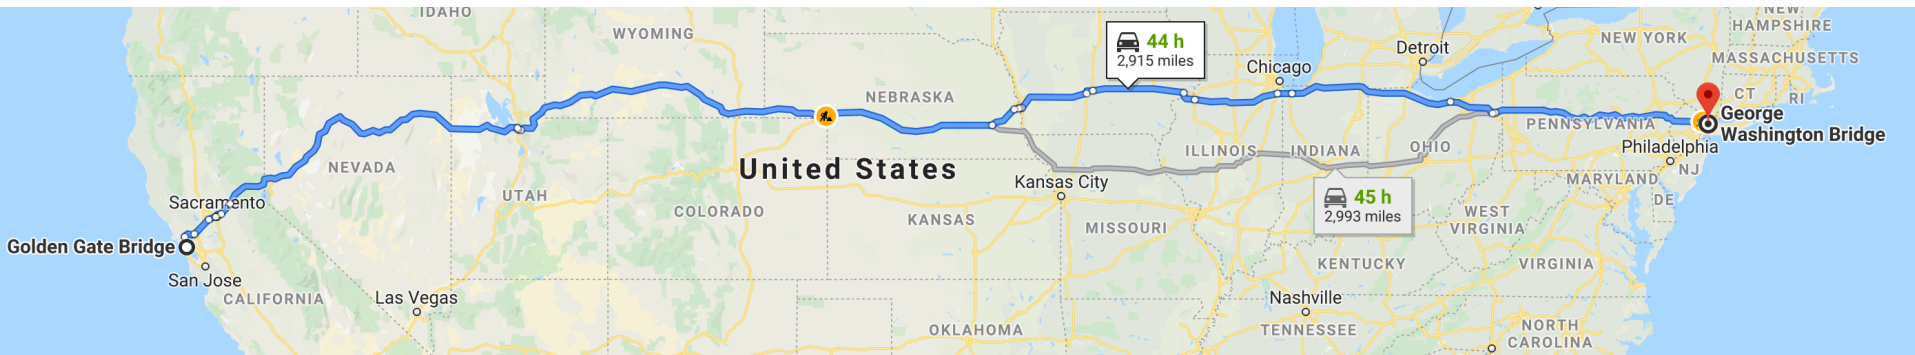 IDAHO
WYOMING
NEBRASKA
44 h
2,915 miles
Chicago
Detroit
NEW YORK
NEW
HAMPSHIRE
MASSACHUSETTS
CT
RI
George
Washington Bridge
PENNSYLVANIA
Philadelphia
NJ
MARYLAND
DE
OHIO
INDIANA
ILLINOIS
United States
NEVADA
UTAH
COLORADO
Kansas City
KANSAS
MISSOURI
45 h
2,993 miles
WEST
VIRGINIA
KENTUCKY
VIRGINIA
Sacramento
Golden Gate Bridge
San Jose
CALIFORNIA
Las Vegas
OKLAHOMA
Nashville
TENNESSEE
NORTH
CAROLINA